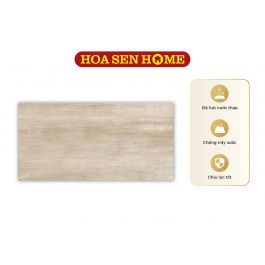 HOA SEN HOME
Độ hút nước thấp
Chống trầy xước
Chịu lực tốt